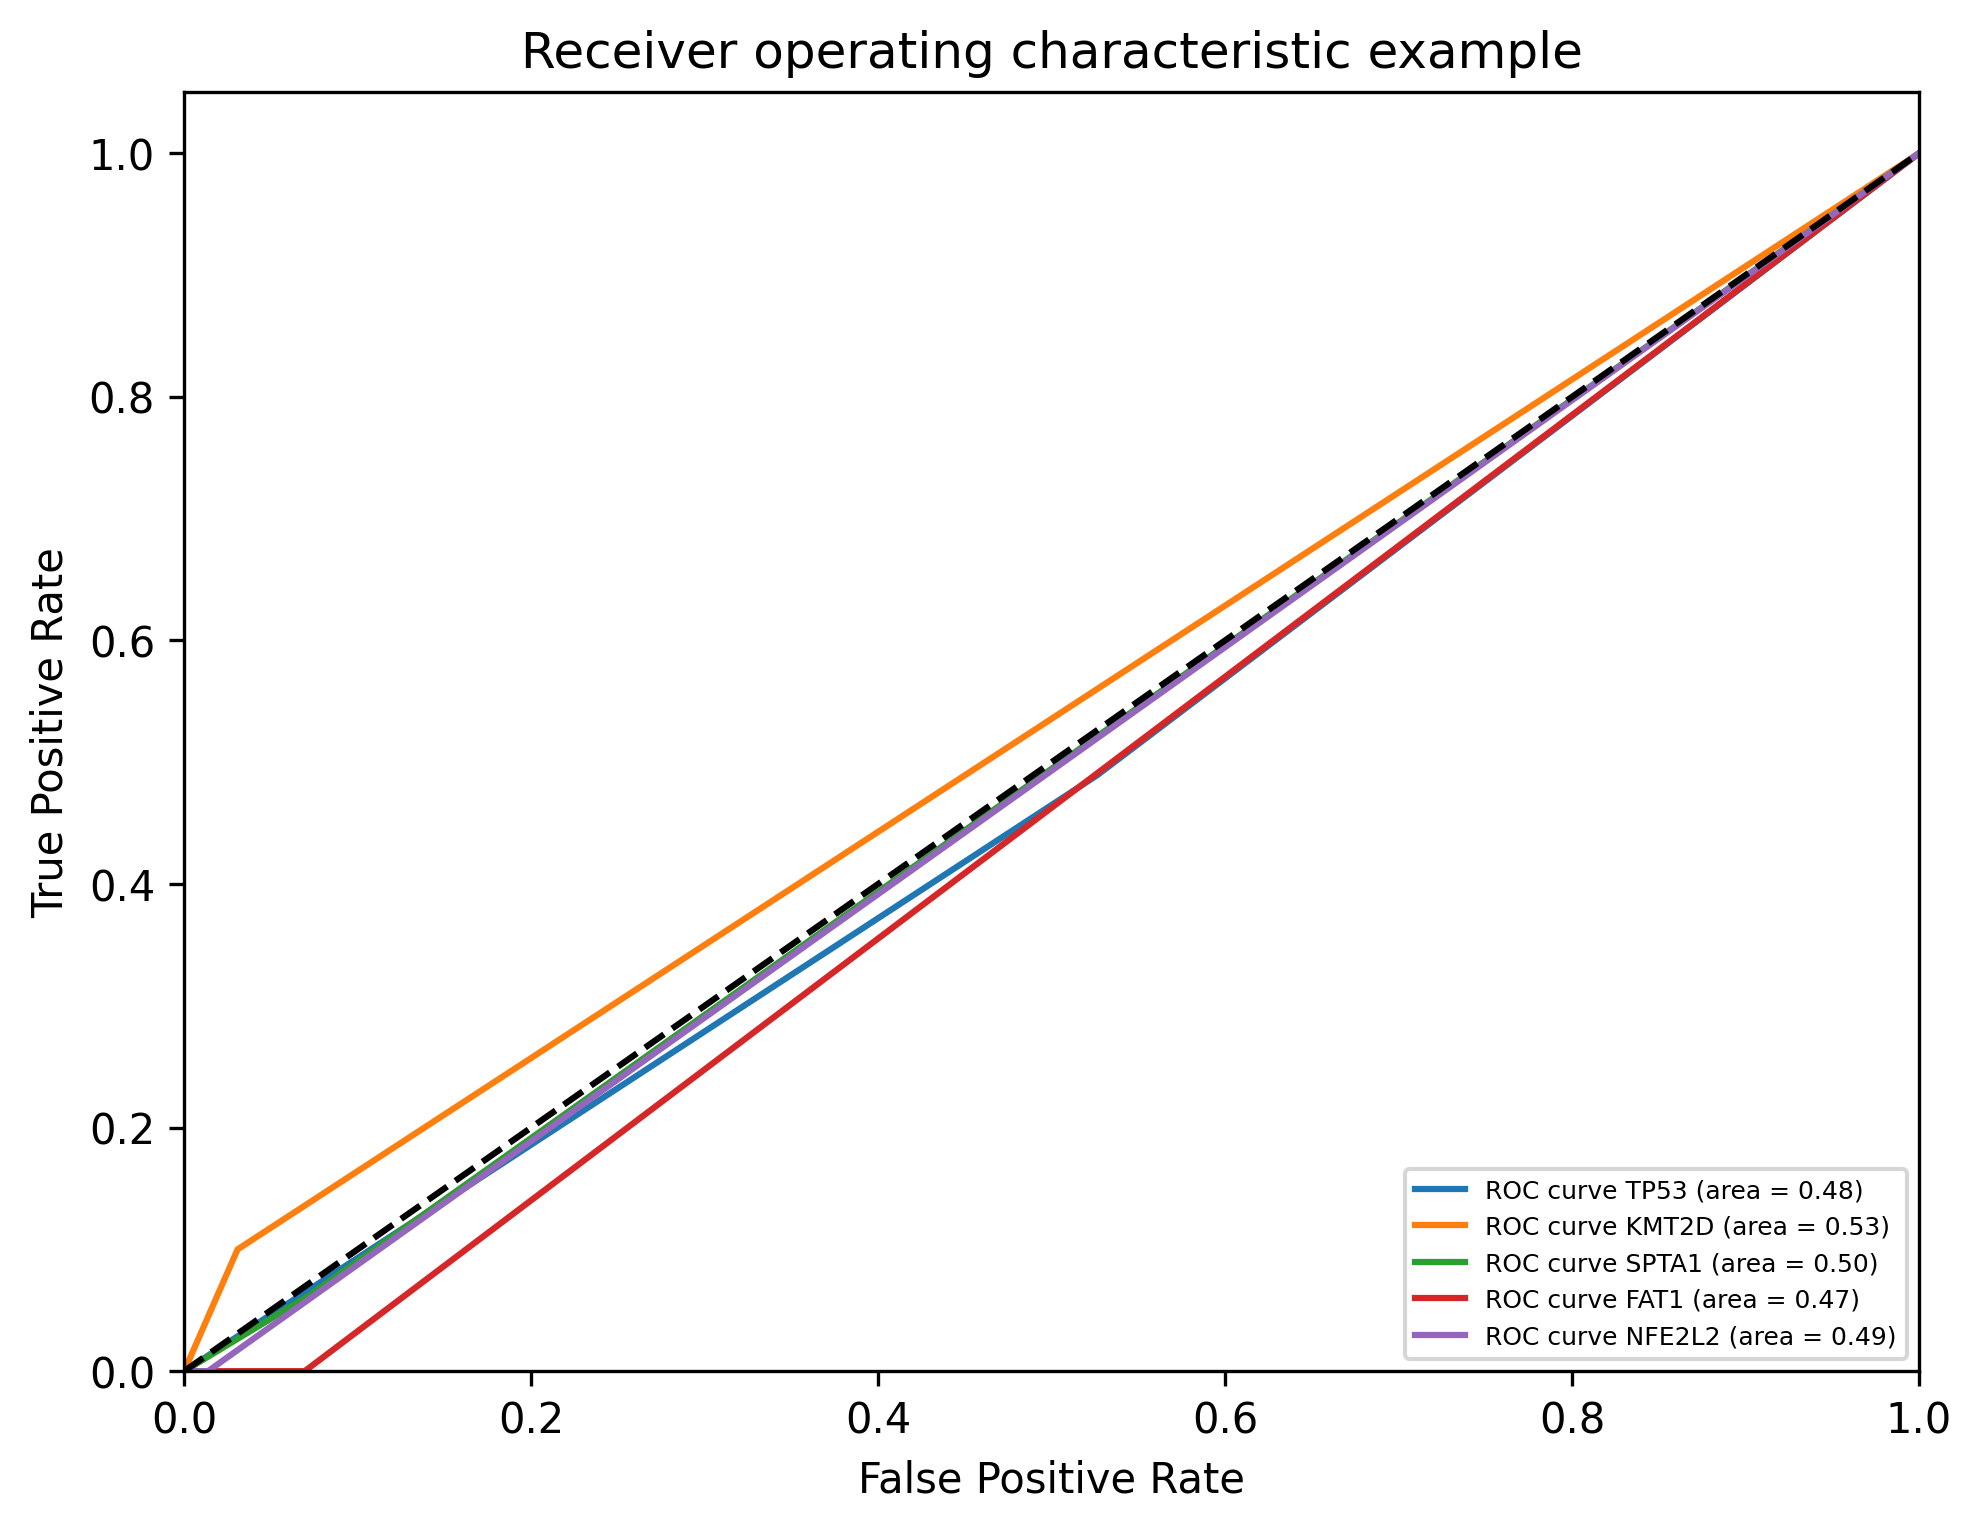 Receiver operating characteristic example
True Positive Rate
1.0
0.8
0.6
0.4
0.2
0.0
ROC curve TP53 (area = 0.48)
ROC curve KMT2D (area = 0.53)
ROC curve SPTA1 (area = 0.50)
ROC curve FAT1 (area = 0.47)
ROC curve NFE2L2 (area = 0.49)
0.0 0.2 0.4 0.6 0.8 1.0
False Positive Rate